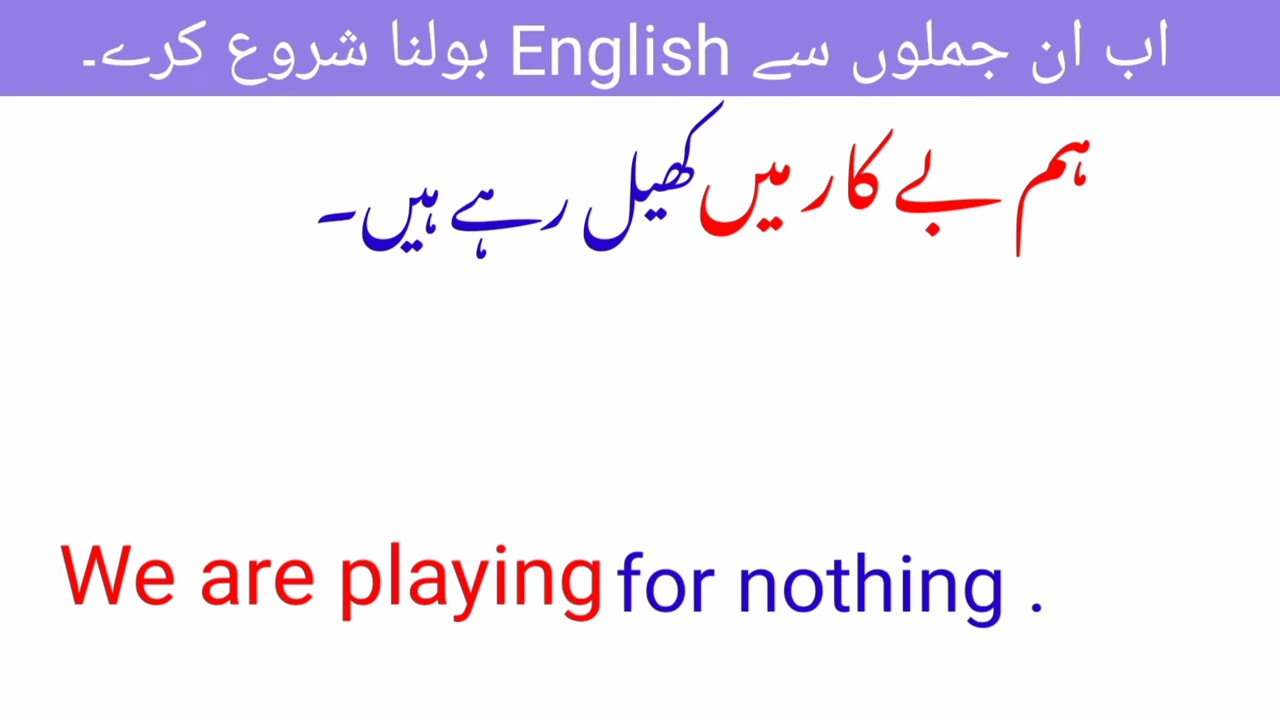 اب ان جملوں سے English بولنا شروع کرے۔
ہم بے کار میں کھیل رہے ہیں۔
We are playing for nothing .